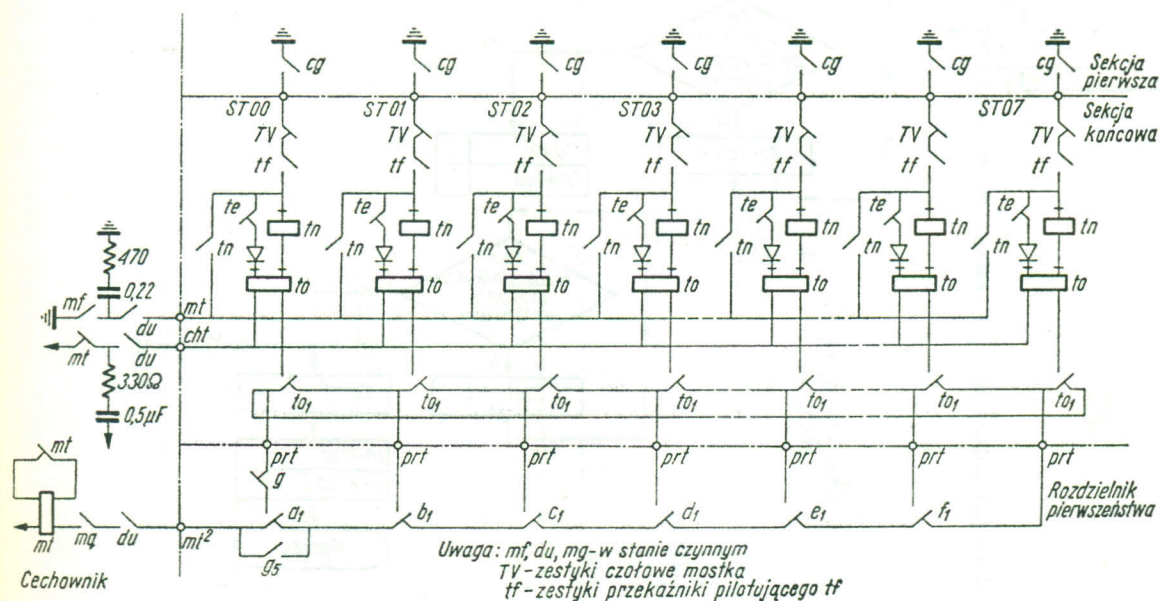 cg cg cg cg cg cg cg
Sekcja pierwsza
ST00 ST01 ST02 ST03 ST07
Sekcja końcowa
TV TV TV TV TV TV TV
tf tf tf tf tf tf tf
te te te te te te te
tn tn tn tn tn tn tn
tn tn tn tn tn tn tn
to to to to to to to
470
0,22
mf du mt
cht
mt du
330Ω
0,5μF
to1 to1 to1 to1 to1 to1 to1
prt prt prt prt prt prt prt
mt
g
Rozdzielnik pierwszeństwa
a1 b1 c1 d1 e1 f1
mt mq du mt2
g5
Uwaga: mf, du, mg-w stanie czynnym
TV-zestyki czołowe mostka
tf-zestyki przekaźniki pilotującego tf
Cechownik